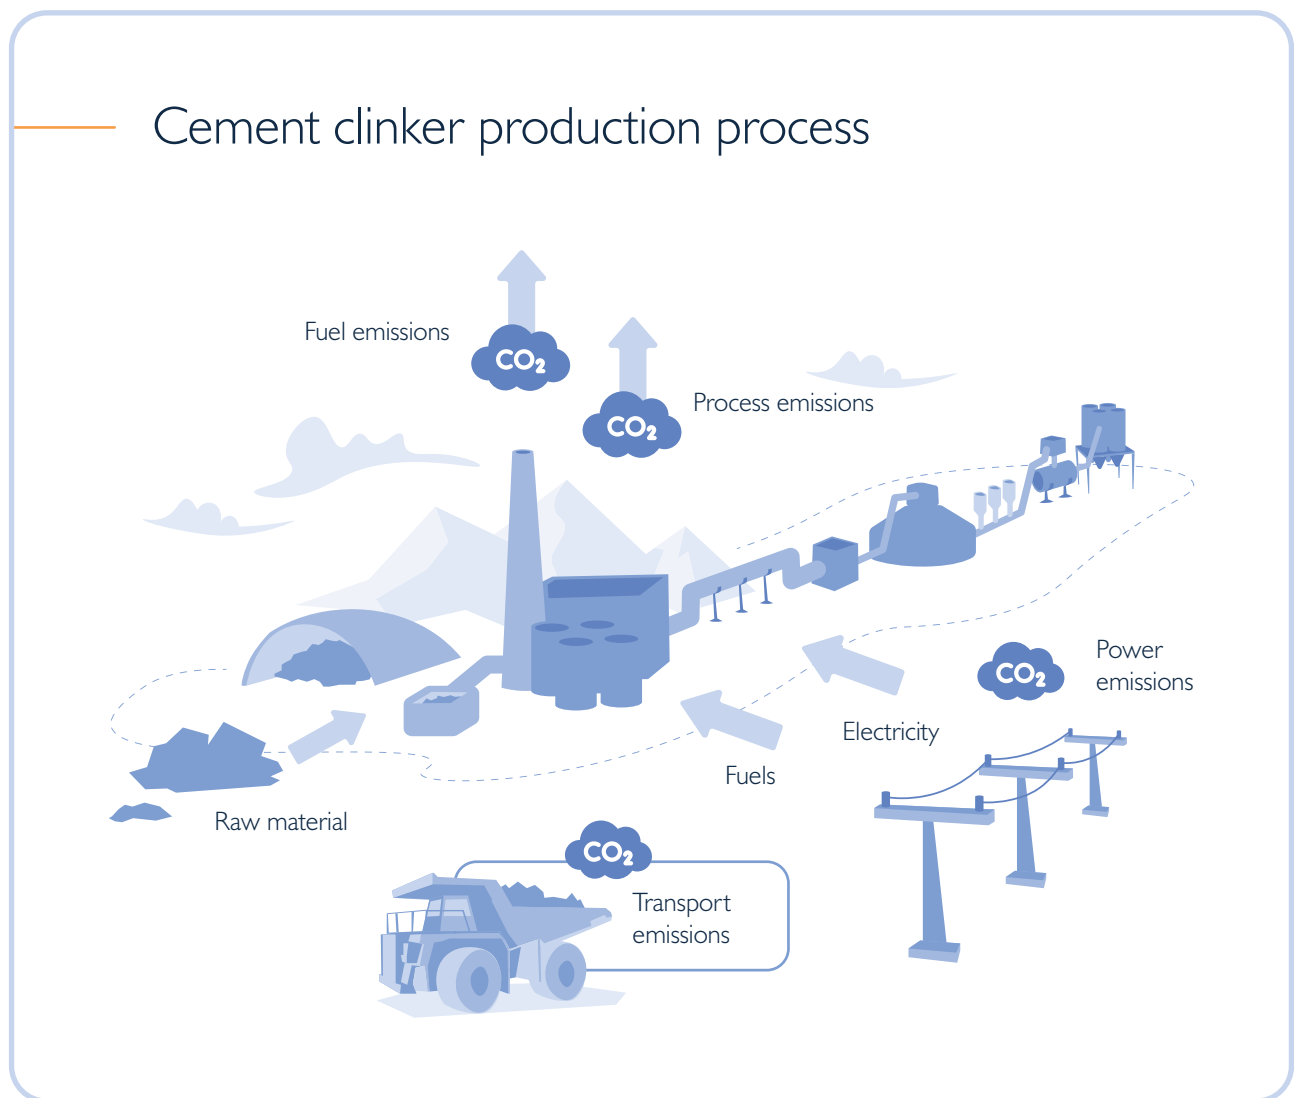 Cement clinker production process
Fuel emissions
CO₂
CO₂
Process emissions
Power
emissions
CO₂
Electricity
Fuels
Raw material
CO₂
Transport
emissions